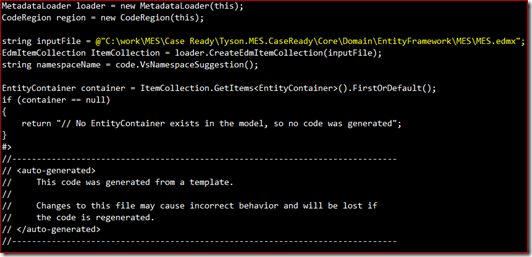 MetadataLoader loader = new MetadataLoader(this);
CodeRegion region = new CodeRegion(this);
string inputFile = @"C:\work\MES\Case Ready\Tyson.MES.CaseReady\Core\Domain\EntityFramework\MES\MES.edmx";
EdmItemCollection ItemCollection = loader.CreateEdmItemCollection(inputFile);
string namespaceName = code.VsNamespaceSuggestion();
EntityContainer container = ItemCollection.GetItems<EntityContainer>().FirstOrDefault();
if (container == null)
{
    return "// No EntityContainer exists in the model, so no code was generated";
}
#>
//------------------------------------------------------------------------------
// <auto-generated>
//     This code was generated from a template.
//
//     Changes to this file may cause incorrect behavior and will be lost if
//     the code is regenerated.
// </auto-generated>
//------------------------------------------------------------------------------